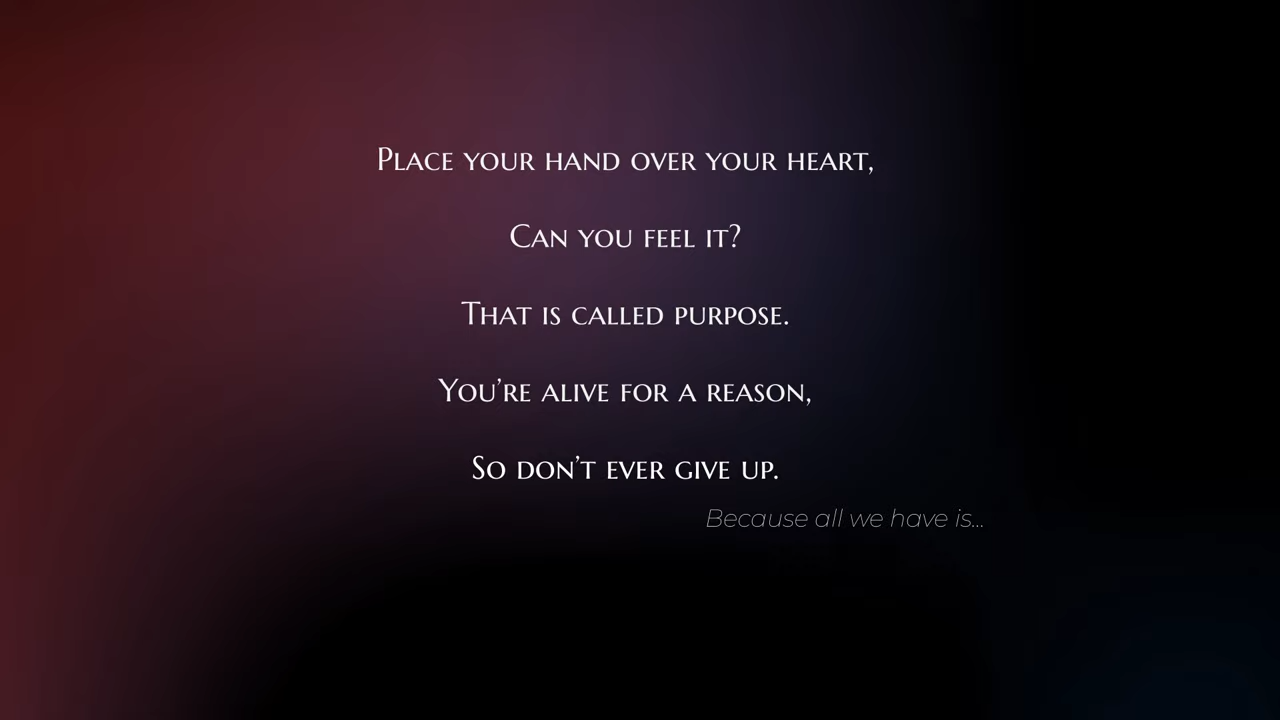 Place your hand over your heart,
Can you feel it?
That is called purpose.
You’re alive for a reason,
So don’t ever give up.
Because all we have is...